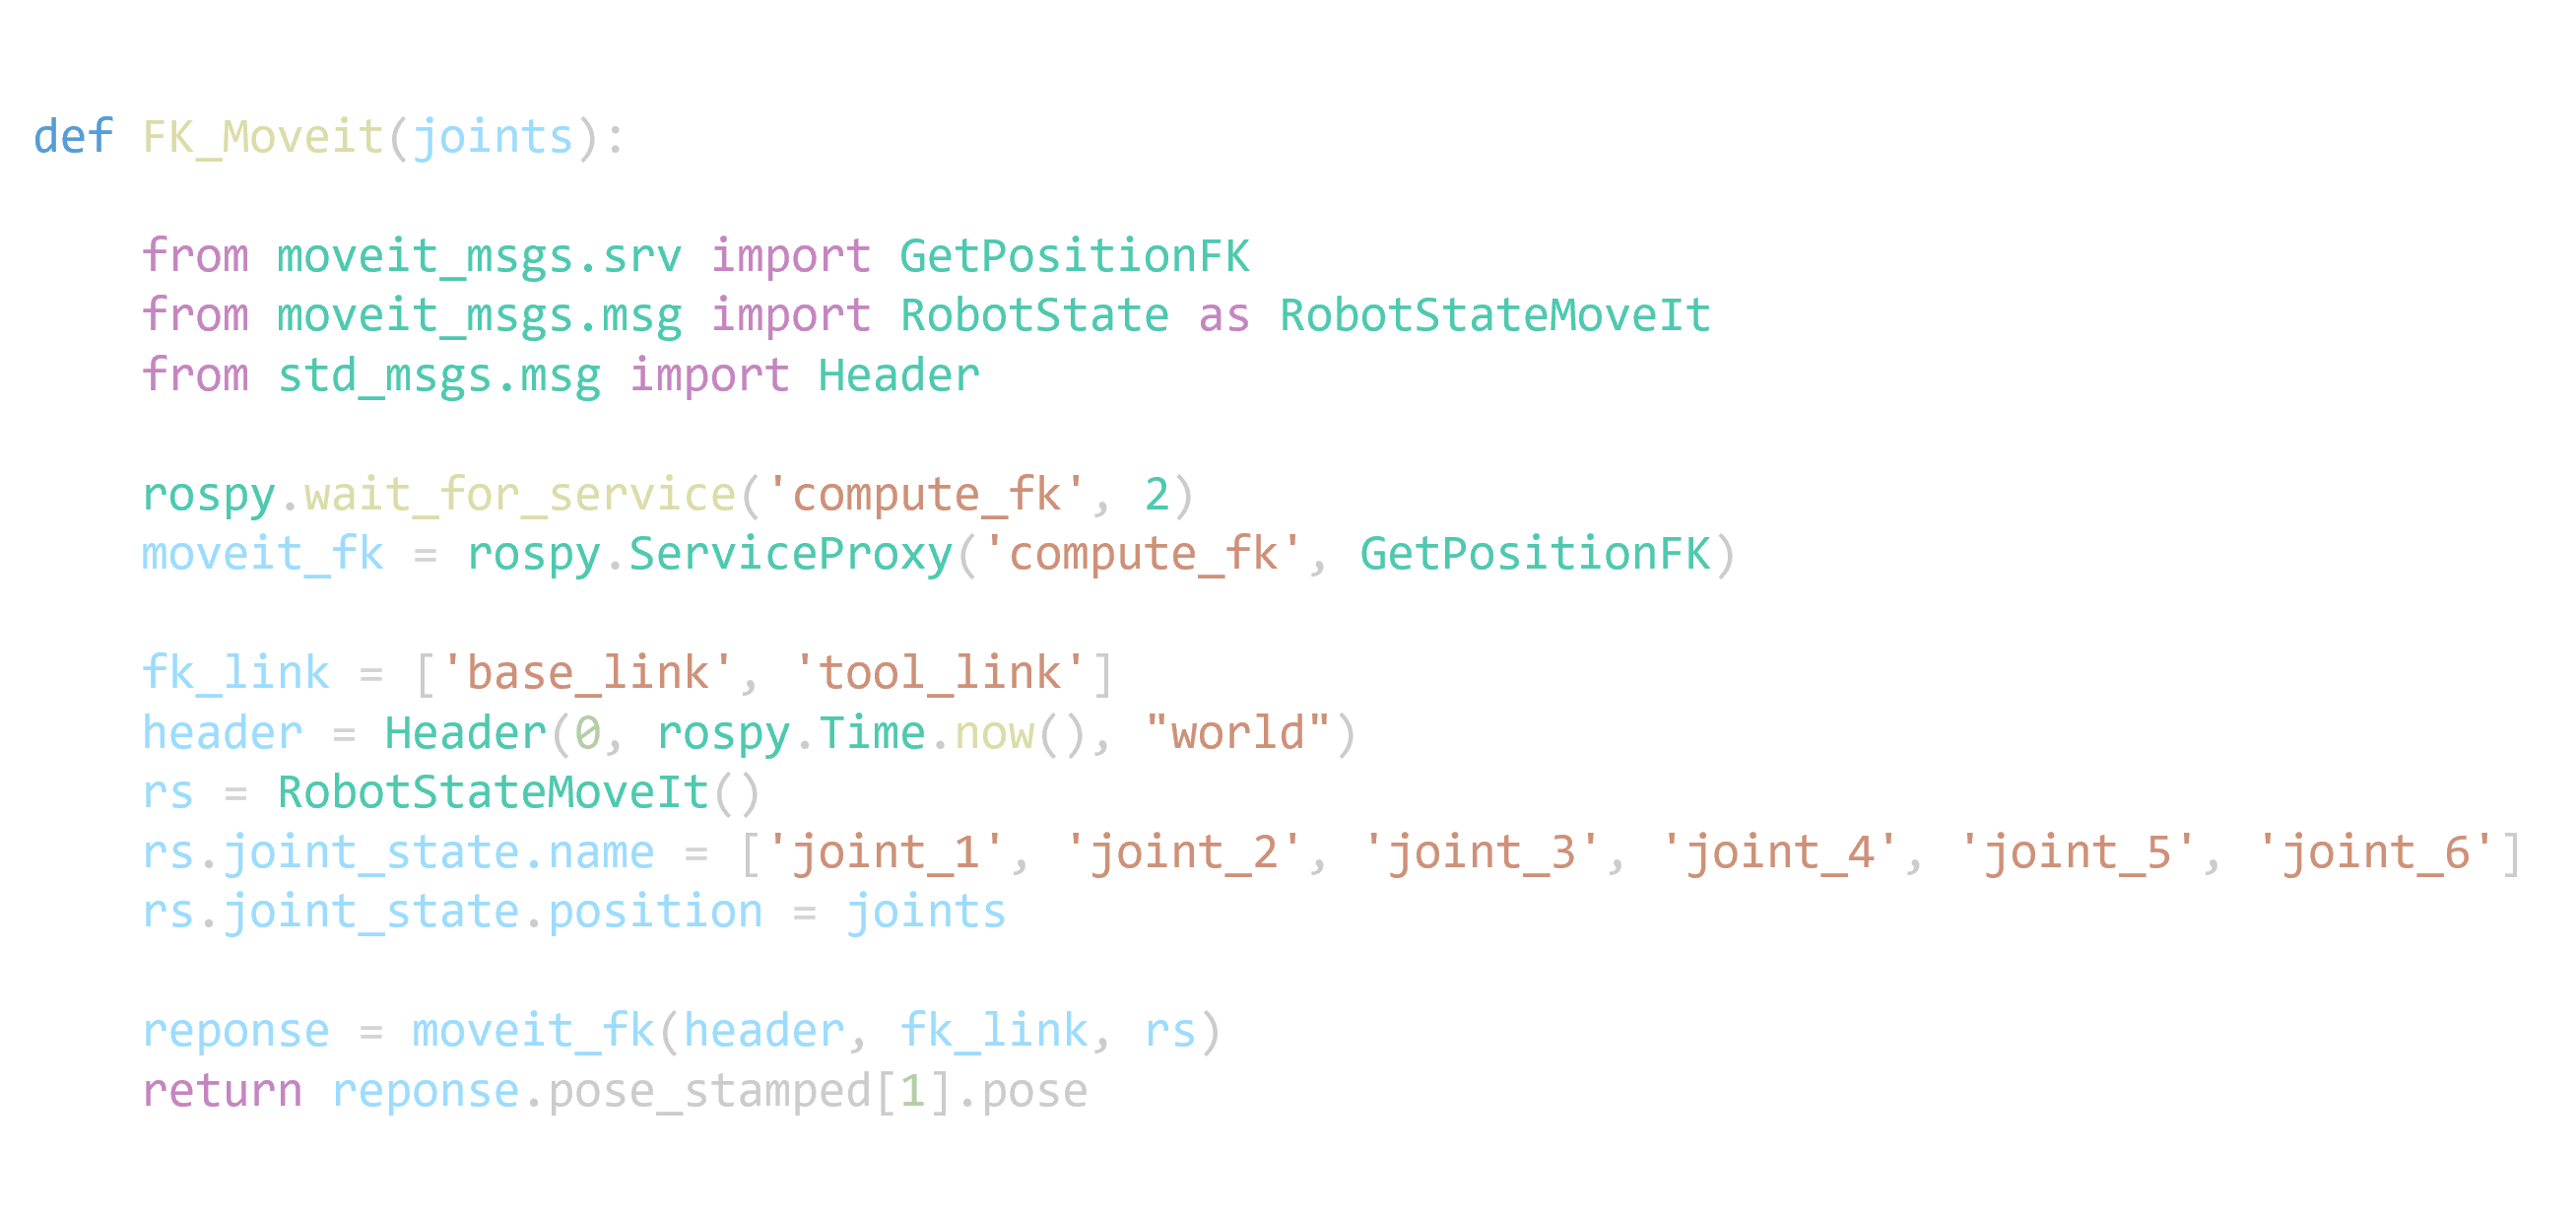 def FK_Moveit(joints):
from moveit_msgs.srv import GetPositionFK
from moveit_msgs.msg import RobotState as RobotStateMoveIt
from std_msgs.msg import Header
rospy.wait_for_service('compute_fk', 2)
moveit_fk = rospy.ServiceProxy('compute_fk', GetPositionFK)
fk_link = ['base_link', 'tool_link']
header = Header(0, rospy.Time.now(), "world")
rs = RobotStateMoveIt()
rs.joint_state.name = ['joint_1', 'joint_2', 'joint_3', 'joint_4', 'joint_5', 'joint_6']
rs.joint_state.position = joints
reponse = moveit_fk(header, fk_link, rs)
return reponse.pose_stamped[1].pose